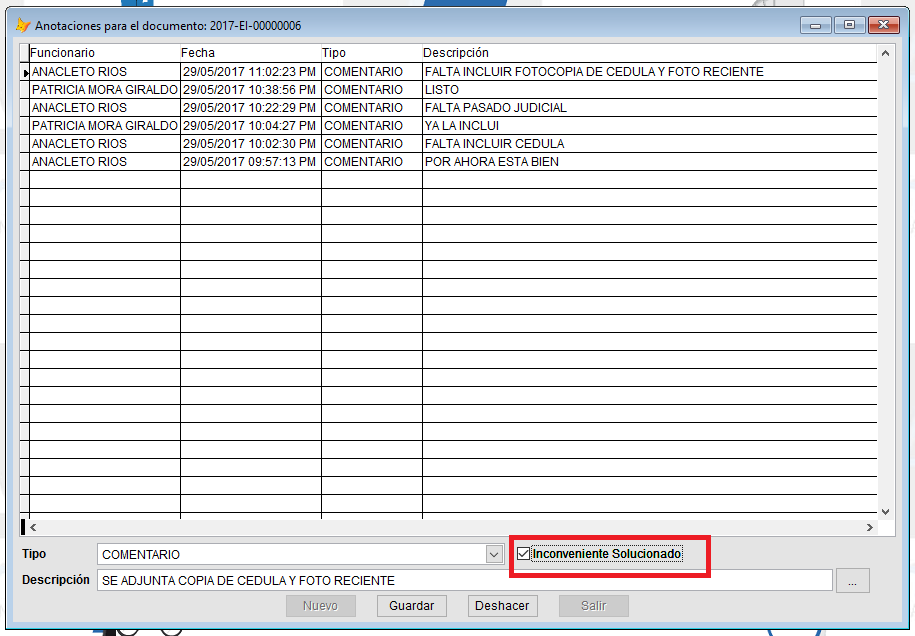 Anotaciones para el documento: 2017-EI-00000006
Funcionario Fecha Tipo Descripción
ANACLETO RIOS 29/05/2017 11:02:23 PM COMENTARIO FALTA INCLUIR FOTOCOPIA DE CEDULA Y FOTO RECIENTE
PATRICIA MORA GIRALDO 29/05/2017 10:38:56 PM COMENTARIO LISTO
ANACLETO RIOS 29/05/2017 10:22:29 PM COMENTARIO FALTA PASADO JUDICIAL
PATRICIA MORA GIRALDO 29/05/2017 10:04:27 PM COMENTARIO YA LA INCLUI
ANACLETO RIOS 29/05/2017 10:02:30 PM COMENTARIO FALTA INCLUIR CEDULA
ANACLETO RIOS 29/05/2017 09:57:13 PM COMENTARIO POR AHORA ESTA BIEN
Tipo COMENTARIO Inconveniente Solucionado
Descripción SE ADJUNTA COPIA DE CEDULA Y FOTO RECIENTE ...
Nuevo Guardar Deshacer Salir